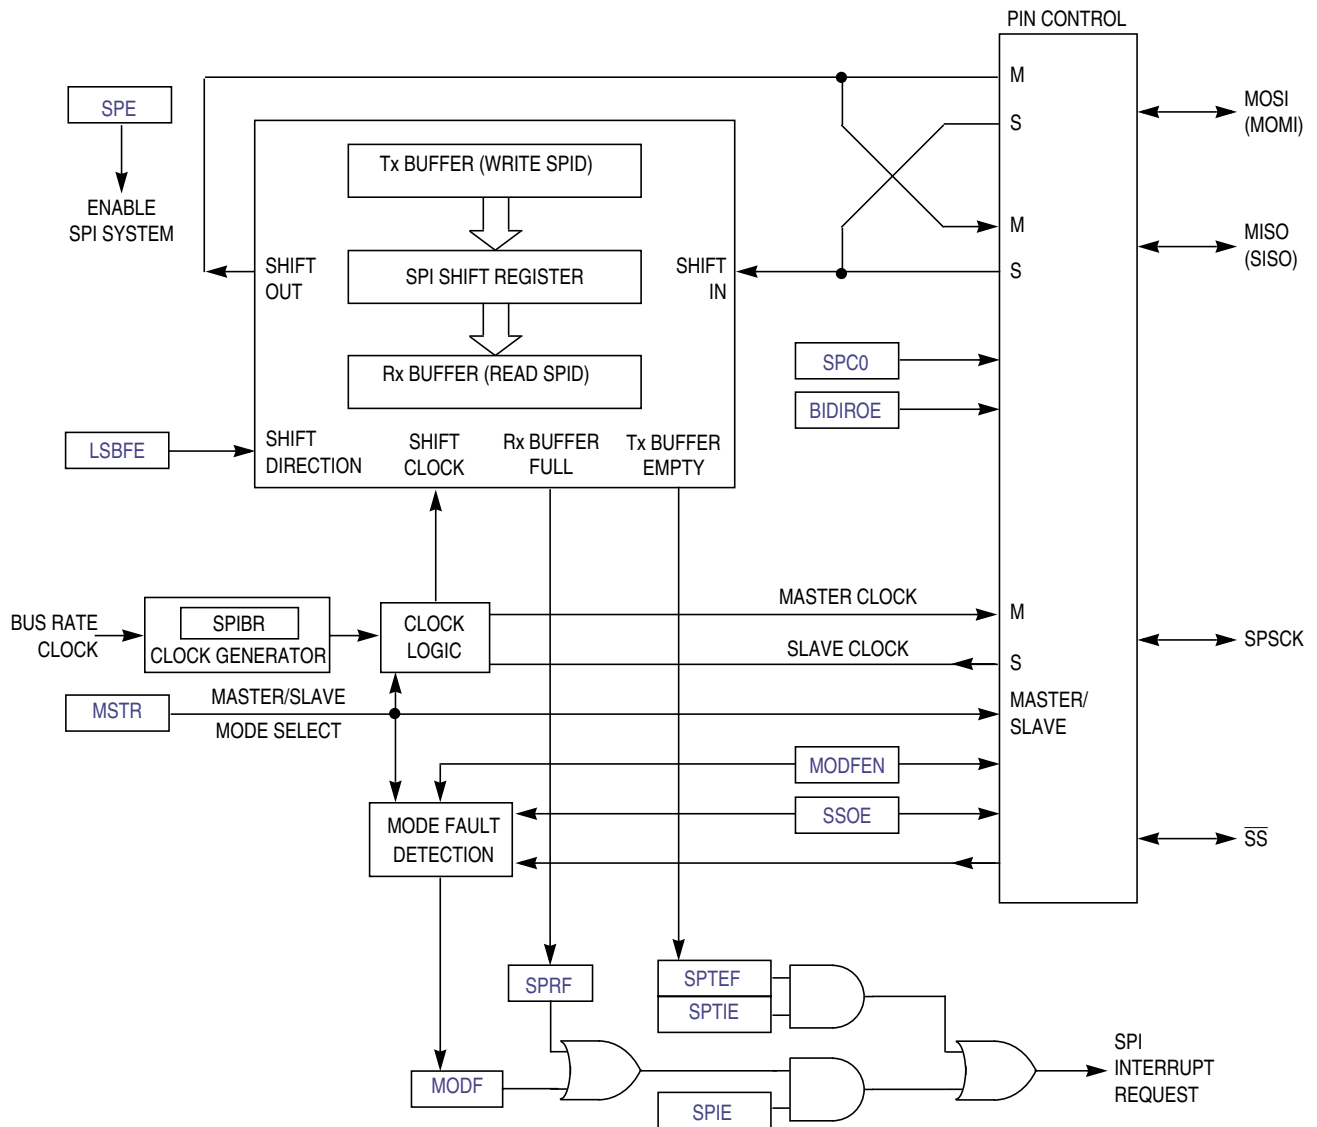 PIN CONTROL
M
MOSI
(MOMI)
S
SPE
ENABLE
SPI SYSTEM
Tx BUFFER (WRITE SPID)
M
MISO
(SISO)
SHIFT
OUT
SPI SHIFT REGISTER
SHIFT
IN
S
Rx BUFFER (READ SPID)
SPC0
BIDIROE
LSBFE
SHIFT
DIRECTION
SHIFT
CLOCK
Rx BUFFER
FULL
Tx BUFFER
EMPTY
BUS RATE
CLOCK
SPIBR
CLOCK GENERATOR
CLOCK
LOGIC
MASTER CLOCK
M
SLAVE CLOCK
S
SPSCK
MSTR
MASTER/SLAVE
MODE SELECT
MASTER/
SLAVE
MODFEN
SSOE
MODE FAULT
DETECTION
SS
SPRF
SPTEF
SPTIE
MODF
SPIE
SPI
INTERRUPT
REQUEST